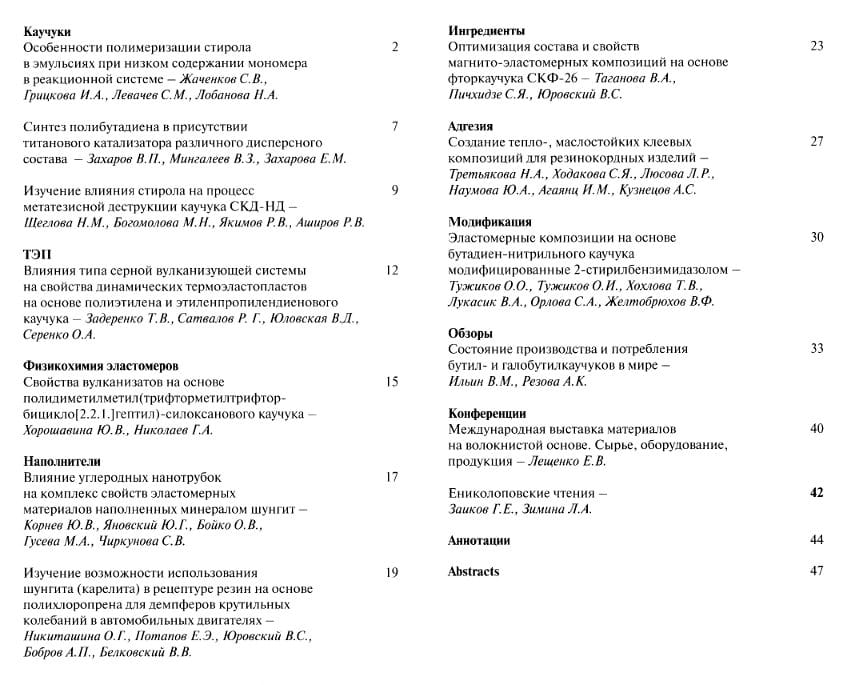 Каучуки
Особенности полимеризации стирола 2
в эмульсиях при низком содержании мономера
в реакционной системе – Жаченков С.В.,
Грицкова И.А., Левачев С.М., Лобанова Н.А.
Синтез полибутадиена в присутствии 7
титанового катализатора различного дисперсного
состава – Захаров В.П., Мингалеев В.З., Захарова Е.М.
Изучение влияния стирола на процесс 9
метатезисной деструкции каучука СКД-НД –
Щеглова Н.М., Богомолова М.Н., Якимов Р.В., Аширов Р.В.
ТЭП
Влияния типа серной вулканизующей системы 12
на свойства динамических термоэластопластов
на основе полиэтилена и этиленпропилендиенового
каучука – Задеренко Т.В., Сатвалов Р. Г., Юловская В.Д.,
Серенко О.А.
Физикохимия эластомеров
Свойства вулканизатов на основе 15
полидиметилметил(трифторметилтрифтор-
бицикло[2.2.1.]гептил)-силоксанового каучука –
Хорошавина Ю.В., Николаев Г.А.
Наполнители
Влияние углеродных нанотрубок 17
на комплекс свойств эластомерных
материалов наполненных минералом шунгит –
Корнев Ю.В., Яновский Ю.Г., Бойко О.В.,
Гусева М.А., Чиркунова С.В.
Изучение возможности использования 19
шунгита (карелита) в рецептуре резин на основе
полихлоропрена для демпферов крутильных
колебаний в автомобильных двигателях –
Никиташина О.Г., Потапов Е.Э., Юровский В.С.,
Бобров А.П., Белковский В.В.
Ингредиенты
Оптимизация состава и свойств 23
магнито-эластомерных композиций на основе
фторкаучука СКФ-26 – Таганова В.А.,
Пичхидзе С.Я., Юровский В.С.
Адгезия
Создание тепло-, маслостойких клеевых 27
композиций для резинокордных изделий –
Третьякова Н.А., Ходакова С.Я., Люсова Л.Р.,
Наумова Ю.А., Агаянц И.М., Кузнецов А.С.
Модификация
Эластомерные композиции на основе 30
бутадиен-нитрильного каучука
модифицированные 2-стирилбензимидазолом –
Тужиков О.О., Тужиков О.И., Хохлова Т.В.,
Лукасик В.А., Орлова С.А., Желтобрюхов В.Ф.
Обзоры
Состояние производства и потребления 33
бутил- и галобутилкаучуков в мире –
Ильин В.М., Резова А.К.
Конференции
Международная выставка материалов 40
на волокнистой основе. Сырье, оборудование,
продукция – Лещенко Е.В.
Ениколоповские чтения – 42
Заиков Г.Е., Зимина Л.А.
Аннотации 44
Abstracts 47